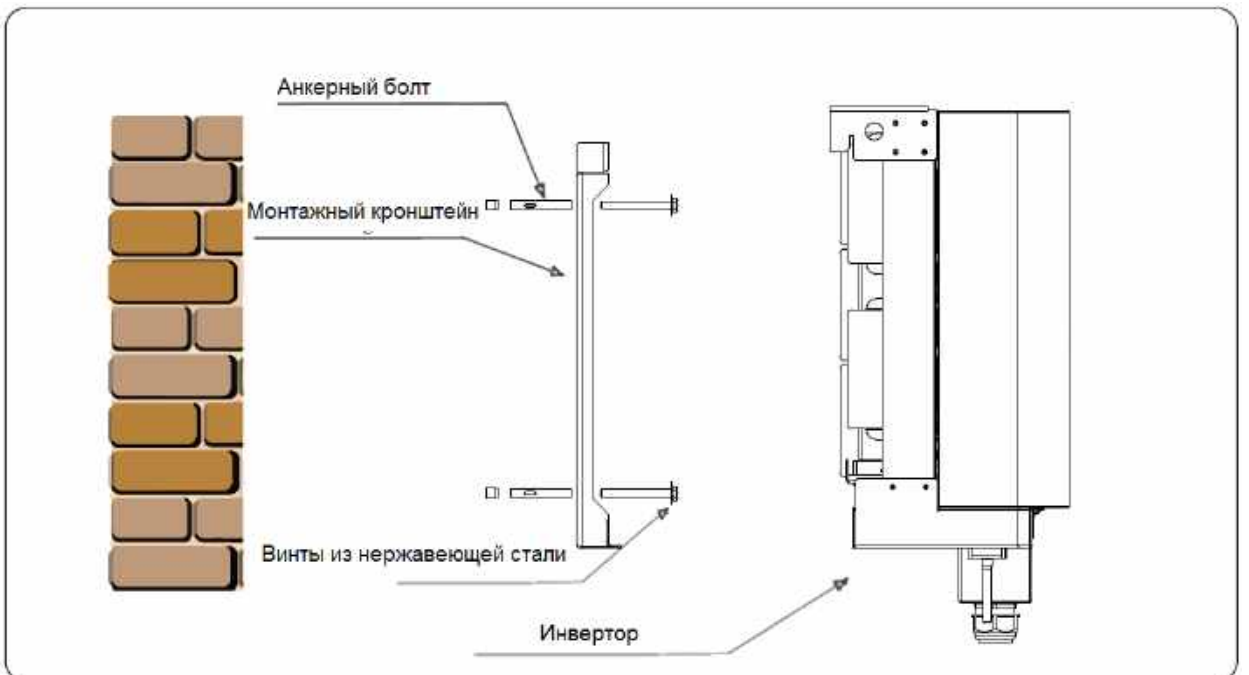 Анкерный болт
Монтажный кронштейн
Винты из нержавеющей стали
Инвертор